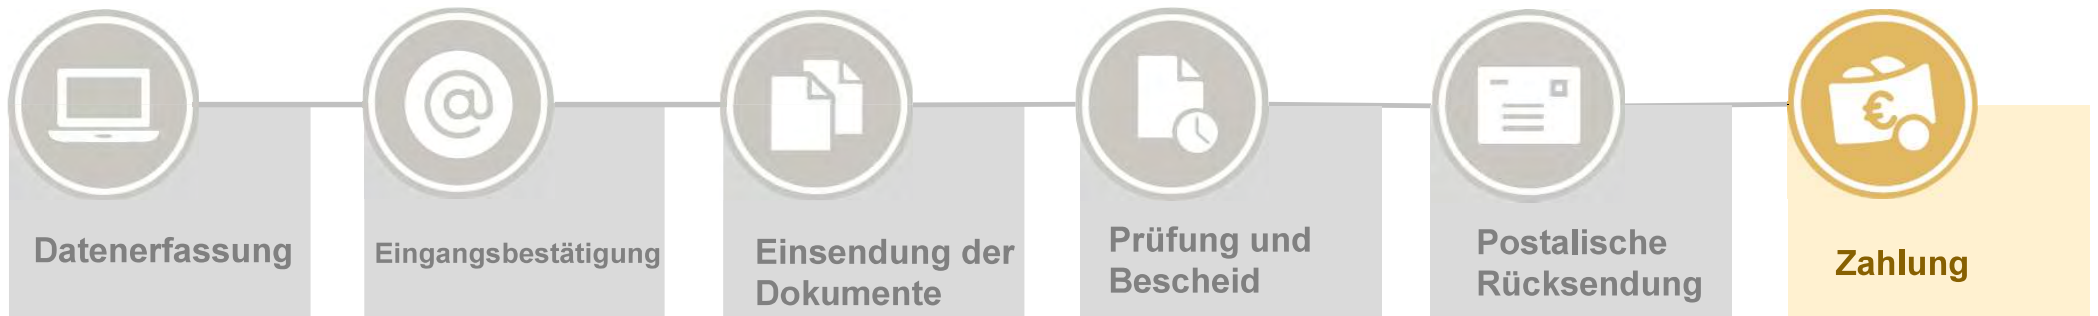 Datenerfassung
Eingangsbestätigung
Einsendung der
Dokumente
Prüfung und
Bescheid
Postalische
Rücksendung
Zahlung